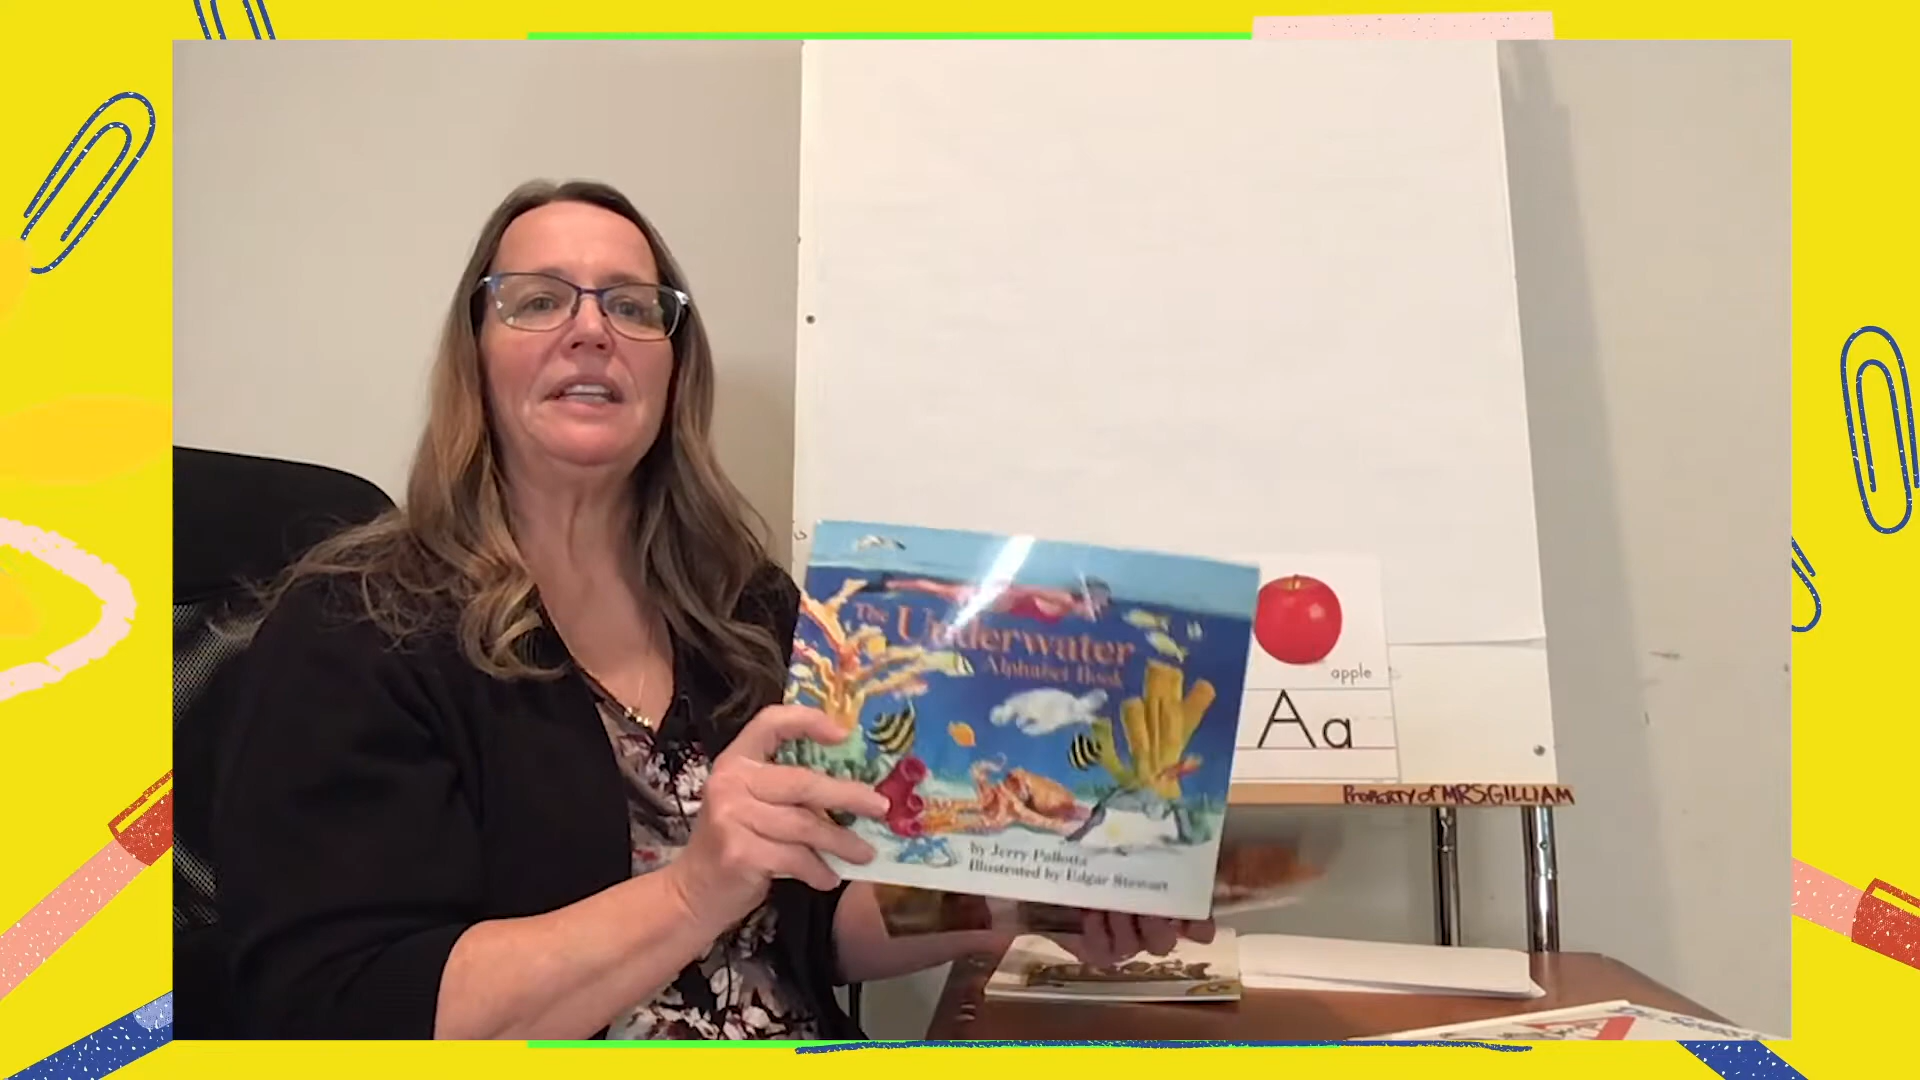 The Underwater
Alphabet Book
by Jerry Pallotta
Illustrated by Edgar Stewart
apple
Aa
PROPERTY of MRS. GILLIAM